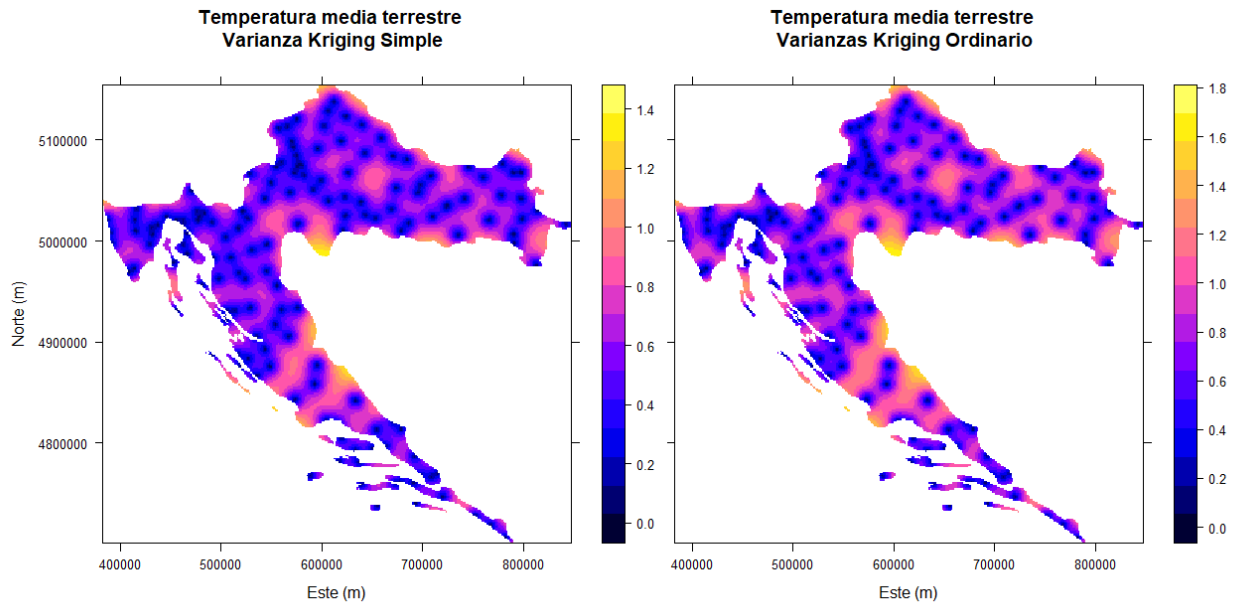 Temperatura media terrestre
Varianza Kriging Simple
Temperatura media terrestre
Varianzas Kriging Ordinario
5100000
5000000
4900000
4800000
Norte (m)
400000 500000 600000 700000 800000
Este (m)
1.4
1.2
1.0
0.8
0.6
0.4
0.2
0.0
400000 500000 600000 700000 800000
Este (m)
1.8
1.6
1.4
1.2
1.0
0.8
0.6
0.4
0.2
0.0